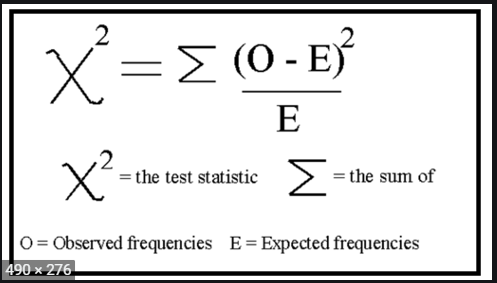 χ² = Σ (O - E)²
E
χ² = the test statistic Σ = the sum of
O = Observed frequencies E = Expected frequencies
490 × 276